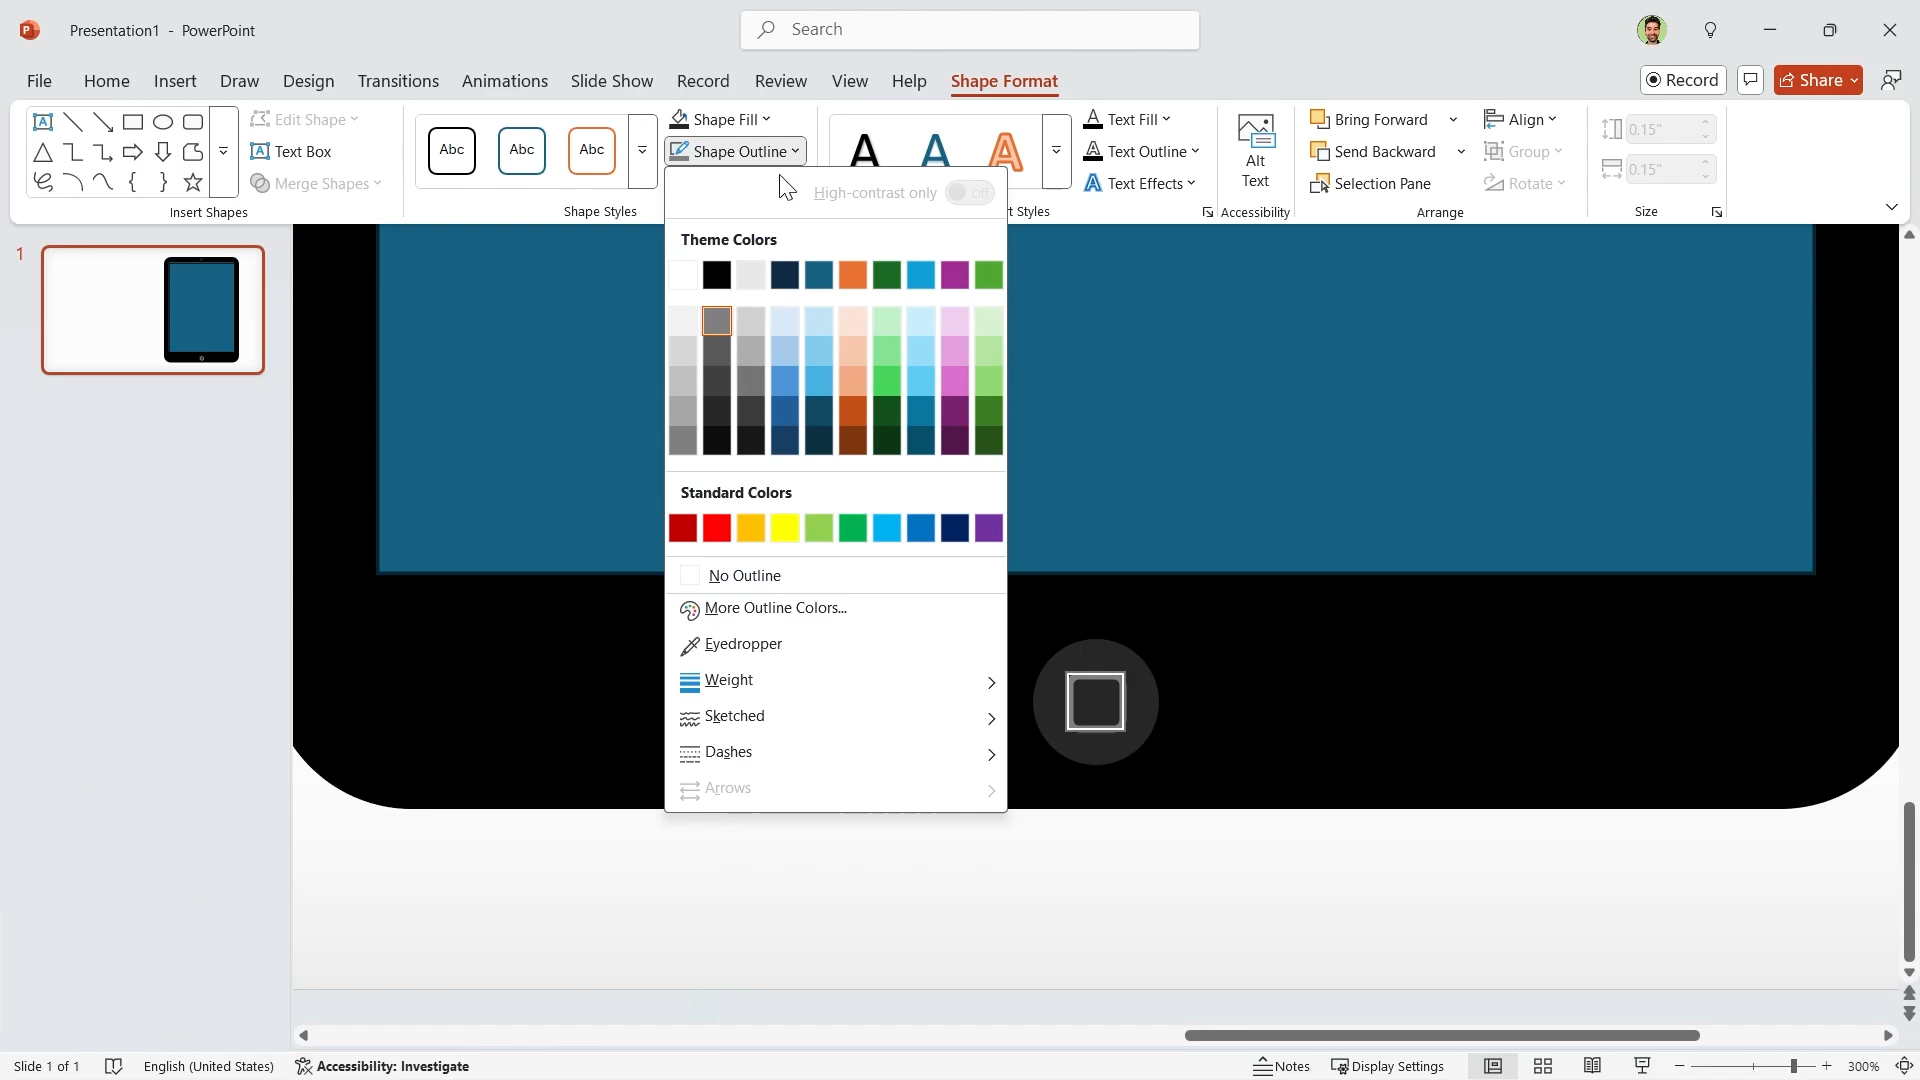 Presentation1 - PowerPoint
Search
File Home Insert Draw Design Transitions Animations Slide Show Record Review View Help Shape Format
Record Share
Edit Shape
Text Box
Merge Shapes
Insert Shapes
Abc Abc Abc
Shape Fill
Shape Outline
Shape Styles
A A A
Text Fill
Text Outline
Text Effects
t Styles
Alt
Text
Accessibility
Bring Forward
Send Backward
Selection Pane
Align
Group
Rotate
Arrange
0.15"
0.15"
Size
1
High-contrast only Off
Theme Colors
Standard Colors
No Outline
More Outline Colors...
Eyedropper
Weight
Sketched
Dashes
Arrows
Slide 1 of 1 English (United States) Accessibility: Investigate Notes Display Settings 300%